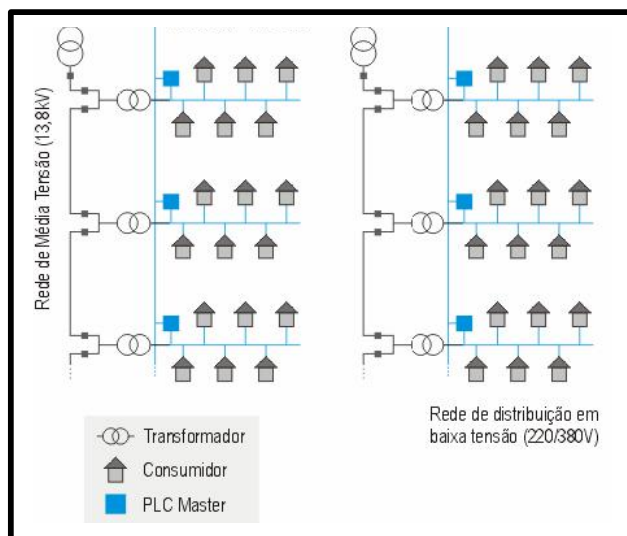 Rede de Média Tensão (13,8kV)
Rede de distribuição em
baixa tensão (220/380V)
Transformador
Consumidor
PLC Master